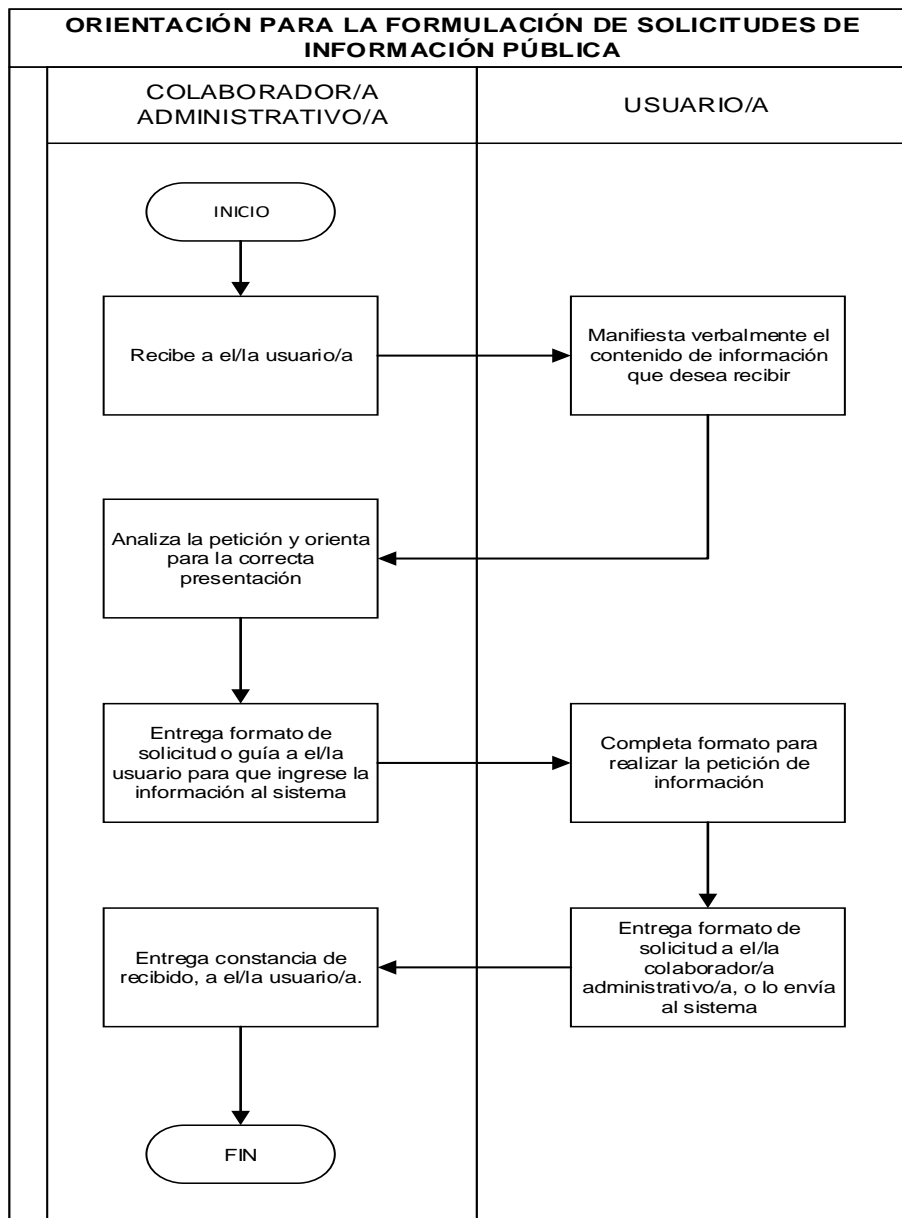 ORIENTACIÓN PARA LA FORMULACIÓN DE SOLICITUDES DE
INFORMACIÓN PÚBLICA
COLABORADOR/A
ADMINISTRATIVO/A
USUARIO/A
INICIO
Recibe a el/la usuario/a
Manifiesta verbalmente el
contenido de información
que desea recibir
Analiza la petición y orienta
para la correcta
presentación
Entrega formato de
solicitud o guía a el/la
usuario para que ingrese la
información al sistema
Completa formato para
realizar la petición de
información
Entrega formato de
solicitud a el/la
colaborador/a
administrativo/a, o lo envía
al sistema
Entrega constancia de
recibido, a el/la usuario/a.
FIN